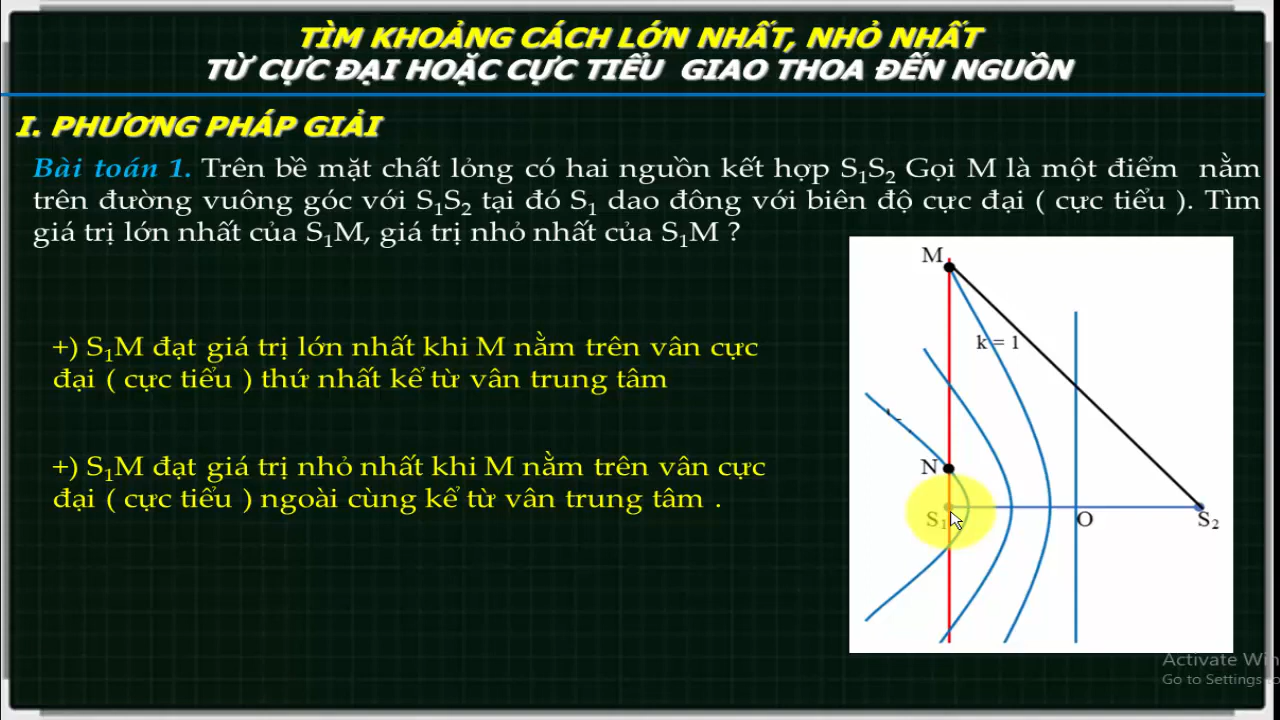 TÌM KHOẢNG CÁCH LỚN NHẤT, NHỎ NHẤT
TỪ CỰC ĐẠI HOẶC CỰC TIỂU GIAO THOA ĐẾN NGUỒN
I. PHƯƠNG PHÁP GIẢI
Bài toán 1. Trên bề mặt chất lỏng có hai nguồn kết hợp S₁S₂ Gọi M là một điểm nằm
trên đường vuông góc với S₁S₂ tại đó S₁ dao đông với biên độ cực đại ( cực tiểu ). Tìm
giá trị lớn nhất của S₁M, giá trị nhỏ nhất của S₁M ?
+) S₁M đạt giá trị lớn nhất khi M nằm trên vân cực
đại ( cực tiểu ) thứ nhất kể từ vân trung tâm
+) S₁M đạt giá trị nhỏ nhất khi M nằm trên vân cực
đại ( cực tiểu ) ngoài cùng kể từ vân trung tâm .
M
k = 1
N
S₁
O
S₂
Activate Win
Go to Settings to